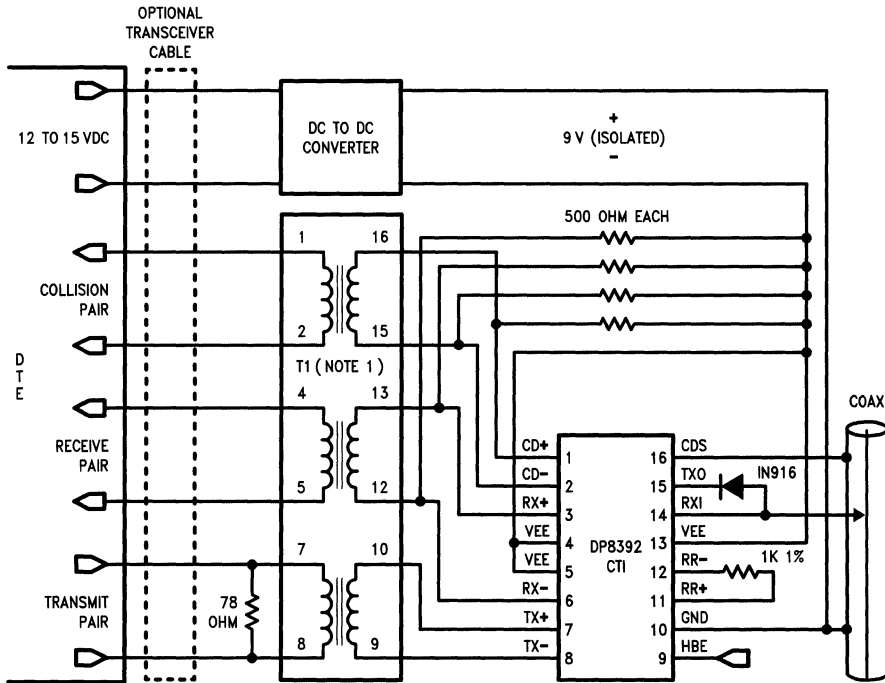 OPTIONAL
TRANSCEIVER
CABLE
12 TO 15 VDC
DC TO DC
CONVERTER
+
9 V (ISOLATED)
−
500 OHM EACH
1
16
COLLISION
PAIR
2
15
T1 ( NOTE 1 )
DTE
4
13
RECEIVE
PAIR
5
12
7
10
TRANSMIT
PAIR
78
OHM
8
9
COAX
CD+
1
16
CDS
CD-
2
15
TXO
IN916
RX+
3
14
RXI
VEE
4
13
VEE
DP8392
CTI
VEE
5
12
RR-
1K 1%
RX-
6
11
RR+
TX+
7
10
GND
TX-
8
9
HBE